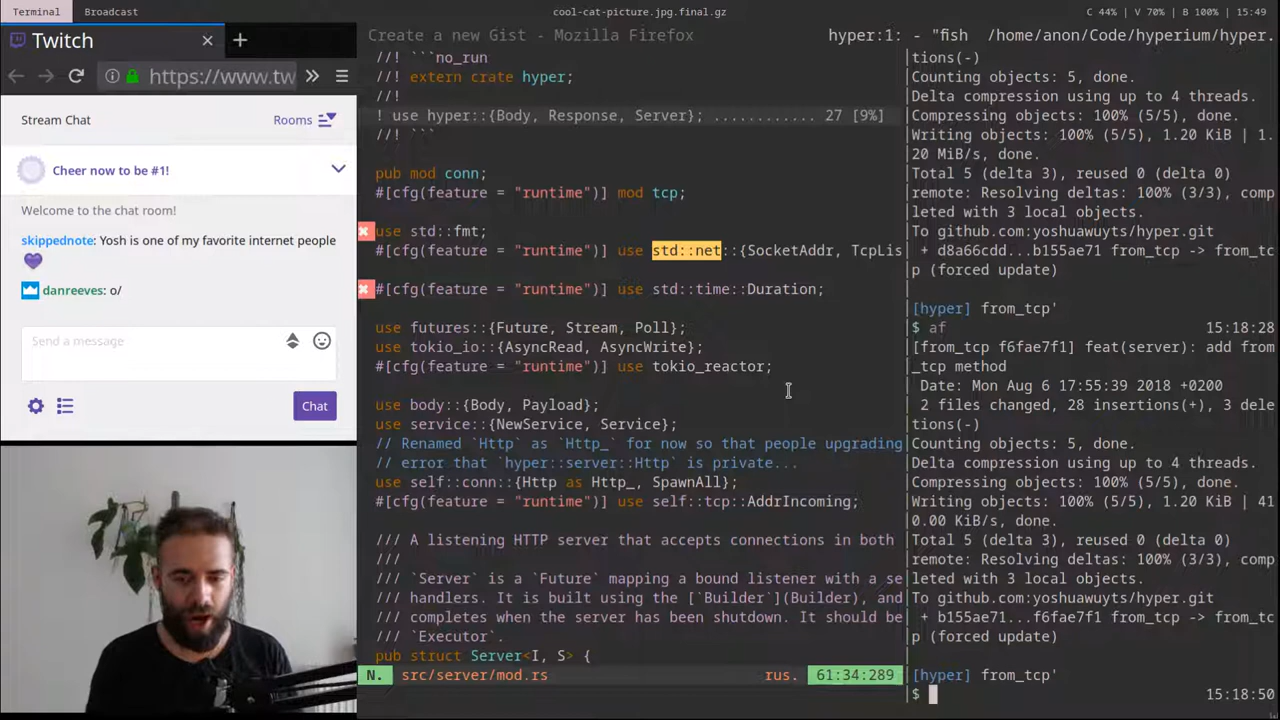 Terminal Broadcast cool-cat-picture.jpg.final.gz C 44% | V 70% | B 100% | 15:49
Twitch
https://www.tw
Stream Chat Rooms
Cheer now to be #1!
Welcome to the chat room!
skippednote: Yosh is one of my favorite internet people
danreeves: o/
Send a message
Chat
Create a new Gist - Mozilla Firefox hyper:1: - "fish /home/anon/Code/hyperium/hyper.
//! ```no_run
//! extern crate hyper;
//!
! use hyper::{Body, Response, Server}; ............ 27 [9%]
//! ```
pub mod conn;
#[cfg(feature = "runtime")] mod tcp;
use std::fmt;
#[cfg(feature = "runtime")] use std::net::{SocketAddr, TcpLis
#[cfg(feature = "runtime")] use std::time::Duration;
use futures::{Future, Stream, Poll};
use tokio_io::{AsyncRead, AsyncWrite};
#[cfg(feature = "runtime")] use tokio_reactor;
use body::{Body, Payload};
use service::{NewService, Service};
// Renamed `Http` as `Http_` for now so that people upgrading
// error that `hyper::server::Http` is private...
use self::conn::{Http as Http_, SpawnAll};
#[cfg(feature = "runtime")] use self::tcp::AddrIncoming;
/// A listening HTTP server that accepts connections in both
///
/// `Server` is a `Future` mapping a bound listener with a se
/// handlers. It is built using the [`Builder`](Builder), and
/// completes when the server has been shutdown. It should be
/// `Executor`.
pub struct Server<I, S> {
N. src/server/mod.rs rus. 61:34:289
tions(-)
Counting objects: 5, done.
Delta compression using up to 4 threads.
Compressing objects: 100% (5/5), done.
Writing objects: 100% (5/5), 1.20 KiB | 1.
20 MiB/s, done.
Total 5 (delta 3), reused 0 (delta 0)
remote: Resolving deltas: 100% (3/3), comp
leted with 3 local objects.
To github.com:yoshuawuyts/hyper.git
+ d8a66cdd...b155ae71 from_tcp -> from_tc
p (forced update)
[hyper] from_tcp'
$ af 15:18:28
[from_tcp f6fae7f1] feat(server): add from
_tcp method
Date: Mon Aug 6 17:55:39 2018 +0200
2 files changed, 28 insertions(+), 3 dele
tions(-)
Counting objects: 5, done.
Delta compression using up to 4 threads.
Compressing objects: 100% (5/5), done.
Writing objects: 100% (5/5), 1.20 KiB | 41
0.00 KiB/s, done.
Total 5 (delta 3), reused 0 (delta 0)
remote: Resolving deltas: 100% (3/3), comp
leted with 3 local objects.
To github.com:yoshuawuyts/hyper.git
+ b155ae71...f6fae7f1 from_tcp -> from_tc
p (forced update)
[hyper] from_tcp'
$ 15:18:50